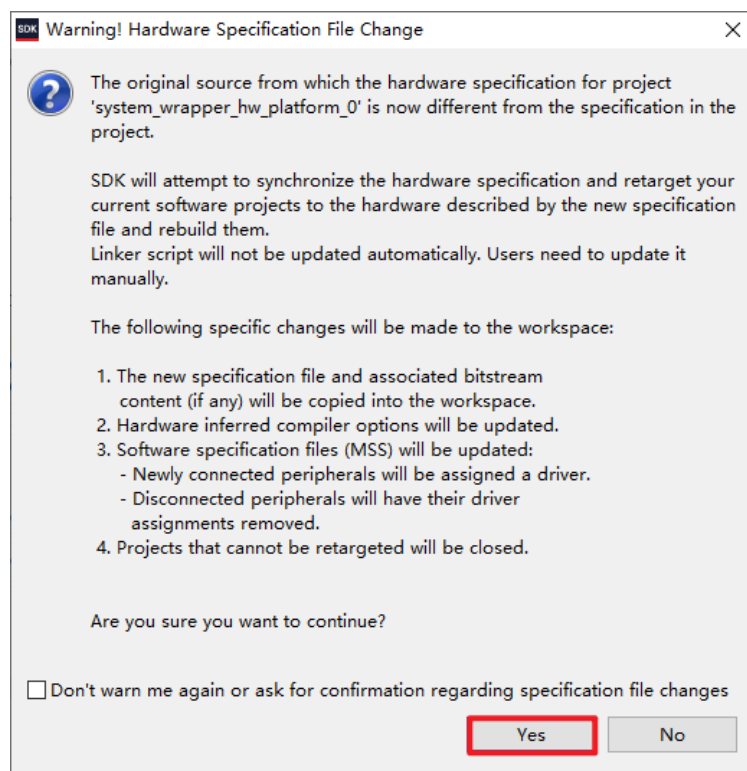 SDK Warning! Hardware Specification File Change
The original source from which the hardware specification for project
'system_wrapper_hw_platform_0' is now different from the specification in the
project.
SDK will attempt to synchronize the hardware specification and retarget your
current software projects to the hardware described by the new specification
file and rebuild them.
Linker script will not be updated automatically. Users need to update it
manually.
The following specific changes will be made to the workspace:
1. The new specification file and associated bitstream
content (if any) will be copied into the workspace.
2. Hardware inferred compiler options will be updated.
3. Software specification files (MSS) will be updated:
- Newly connected peripherals will be assigned a driver.
- Disconnected peripherals will have their driver
assignments removed.
4. Projects that cannot be retargeted will be closed.
Are you sure you want to continue?
Don't warn me again or ask for confirmation regarding specification file changes
Yes No